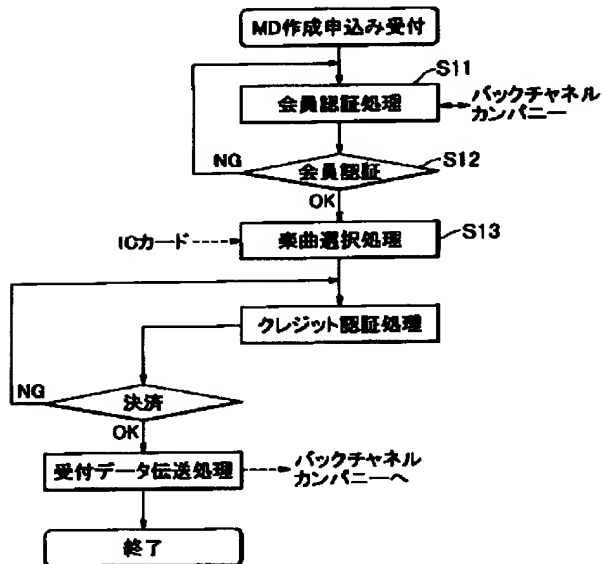 MD作成申込み受付
S11
会員認証処理
バックチャネル
カンパニー
S12
NG
会員認証
OK
ICカード
楽曲選択処理
S13
クレジット認証処理
NG
決済
OK
受付データ伝送処理
バックチャネル
カンパニーへ
終了